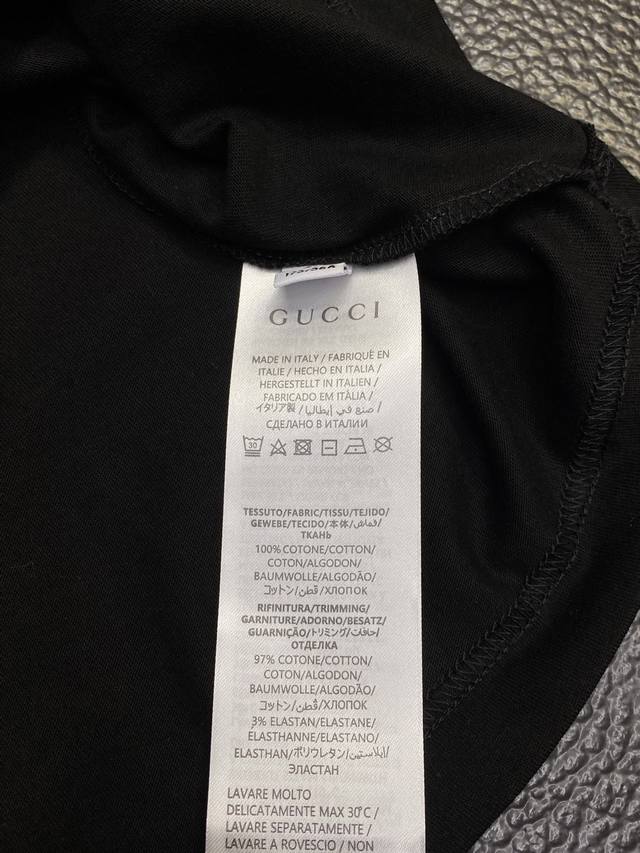 GUCCI
MADE IN ITALY / FABRIQUÉ EN
ITALIE / HECHO EN ITALIA /
HERGESTELLT IN ITALIEN /
FABRICADO EM ITÀLIA /
イタリア製 / صنع في إيطاليا /
СДЕЛАНО В ИТАЛИИ
30
TESSUTO/FABRIC/TISSU/TEJIDO/
GEWEBE/TECIDO/本体/قماش/
ТКАНЬ
100% COTONE/COTTON/
COTON/ALGODON/
BAUMWOLLE/ALGODÃO/
コットン/قطن/ХЛОПОК
RIFINITURA/TRIMMING/
GARNITURE/ADORNO/BESATZ/
GUARNIÇÃO/トリミング/حافات/
ОТДЕЛКА
97% COTONE/COTTON/
COTON/ALGODON/
BAUMWOLLE/ALGODÃO/
コットン/قطن/ХЛОПОК
3% ELASTAN/ELASTANE/
ELASTHANNE/ELASTANO/
ELASTHAN/ポリウレタン/إيلاستين/
ЭЛАСТАН
LAVARE MOLTO
DELICATAMENTE MAX 30°C /
LAVARE SEPARATAMENTE /
LAVARE A ROVESCIO / NON